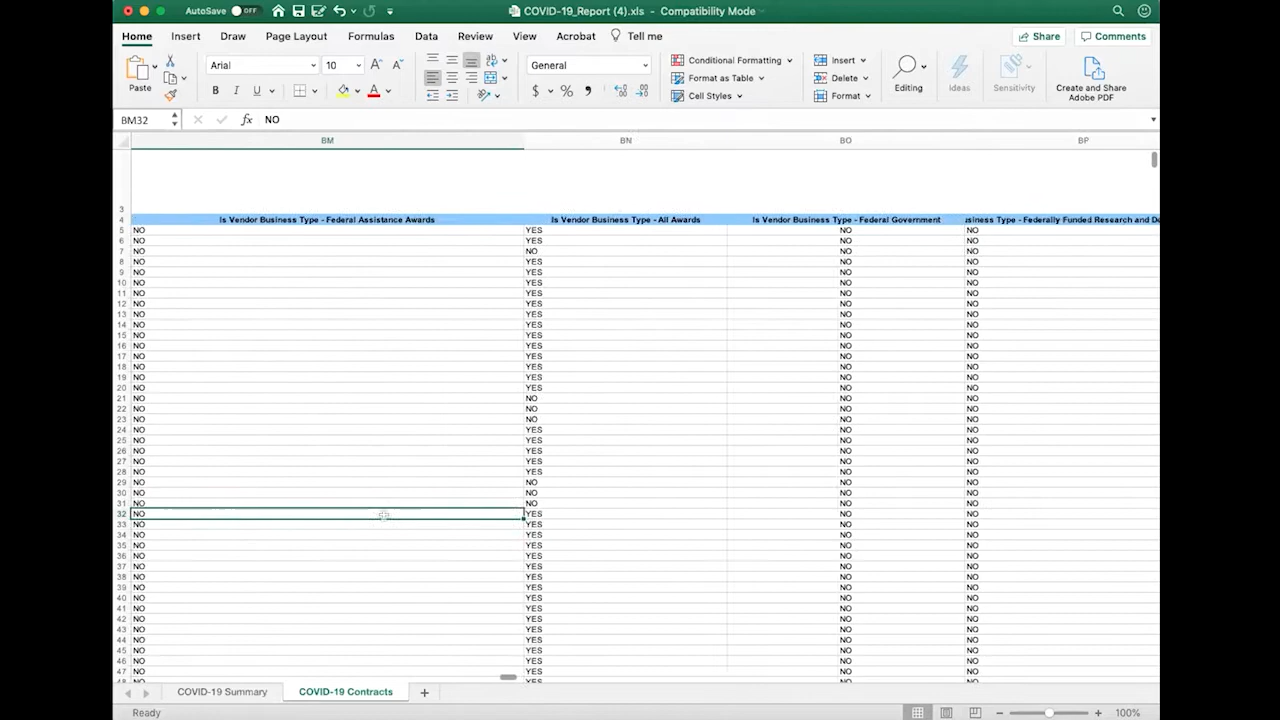 AutoSave OFF COVID-19_Report (4).xls - Compatibility Mode
Home Insert Draw Page Layout Formulas Data Review View Acrobat Tell me Share Comments
Paste Arial 10 A A General Conditional Formatting Insert Editing Ideas Sensitivity Create and Share Adobe PDF
B I U A $ % Format as Table Delete
Cell Styles Format
BM32 fx NO
BM BN BO BP
3
4 Is Vendor Business Type - Federal Assistance Awards Is Vendor Business Type - All Awards Is Vendor Business Type - Federal Government usiness Type - Federally Funded Research and De
5 NO YES NO NO
6 NO YES NO NO
7 NO NO NO NO
8 NO YES NO NO
9 NO YES NO NO
10 NO YES NO NO
11 NO YES NO NO
12 NO YES NO NO
13 NO YES NO NO
14 NO YES NO NO
15 NO YES NO NO
16 NO YES NO NO
17 NO YES NO NO
18 NO YES NO NO
19 NO YES NO NO
20 NO YES NO NO
21 NO NO NO NO
22 NO NO NO NO
23 NO NO NO NO
24 NO YES NO NO
25 NO YES NO NO
26 NO YES NO NO
27 NO YES NO NO
28 NO YES NO NO
29 NO NO NO NO
30 NO NO NO NO
31 NO NO NO NO
32 NO YES NO NO
33 NO YES NO NO
34 NO YES NO NO
35 NO YES NO NO
36 NO YES NO NO
37 NO YES NO NO
38 NO YES NO NO
39 NO YES NO NO
40 NO YES NO NO
41 NO YES NO NO
42 NO YES NO NO
43 NO YES NO NO
44 NO YES NO NO
45 NO YES NO NO
46 NO YES NO NO
47 NO YES NO NO
COVID-19 Summary COVID-19 Contracts +
Ready 100%